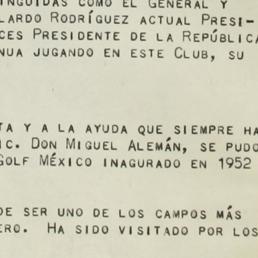 TINGUIDAS COMO EL GENERAL Y
LARDO RODRÍGUEZ ACTUAL PRESI-
CES PRESIDENTE DE LA REPÚBLICA
NUA JUGANDO EN ESTE CLUB, SU
TA Y A LA AYUDA QUE SIEMPRE HA
IC. DON MIGUEL ALEMÁN, SE PUDO
GOLF MÉXICO INAGURADO EN 1952
DE SER UNO DE LOS CAMPOS MÁS
ERO. HA SIDO VISITADO POR LOS